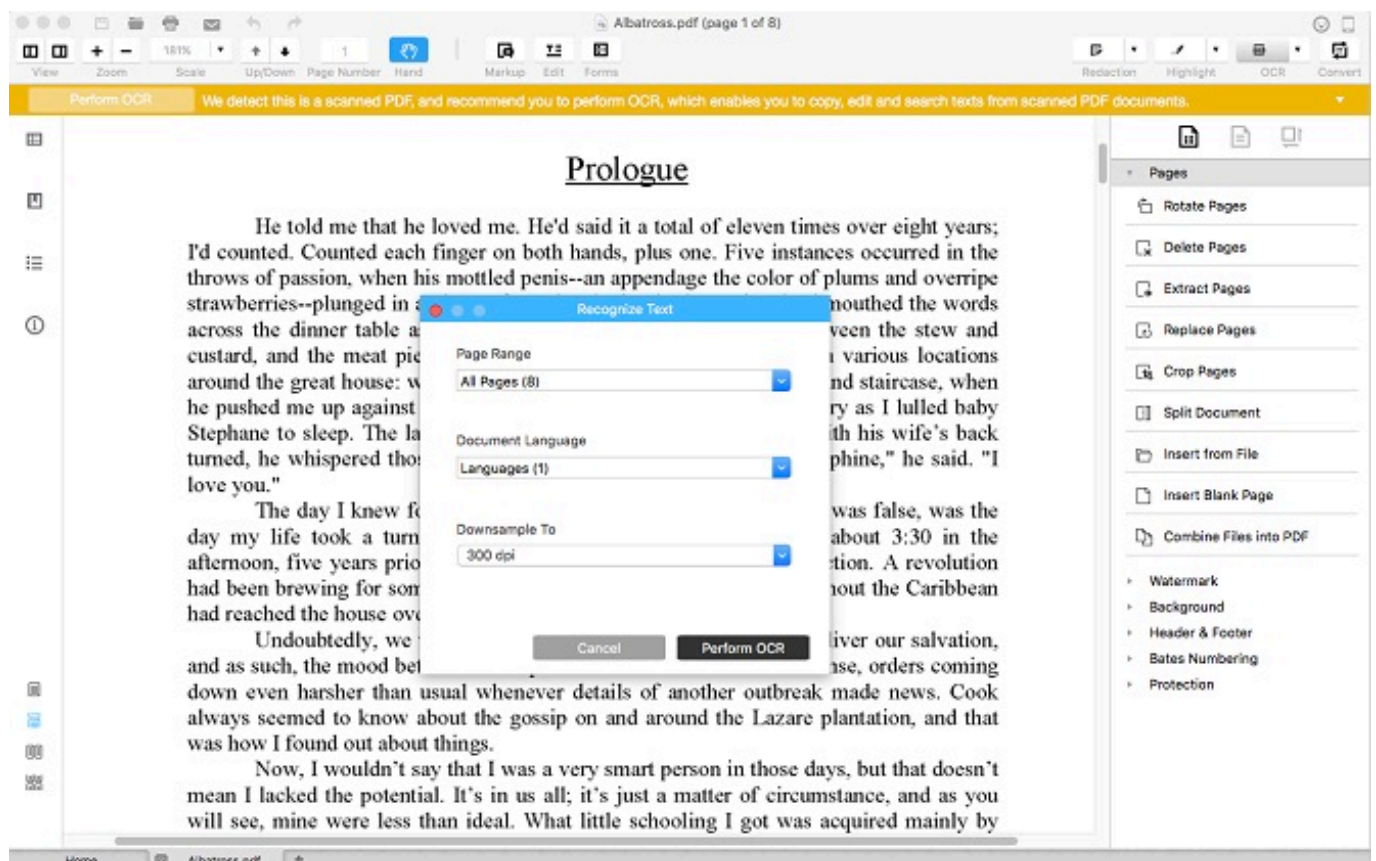 Albatross.pdf (page 1 of 8)
181% 1
View Zoom Scale Up/Down Page Number Hand Markup Edit Forms Redaction Highlight OCR Convert
Perform OCR We detect this is a scanned PDF, and recommend you to perform OCR, which enables you to copy, edit and search texts from scanned PDF documents.
Prologue
He told me that he loved me. He'd said it a total of eleven times over eight years;
I'd counted. Counted each finger on both hands, plus one. Five instances occurred in the
throws of passion, when his mottled penis--an appendage the color of plums and overripe
strawberries--plunged in mouthed the words
across the dinner table a ween the stew and
custard, and the meat pie various locations
around the great house: w nd staircase, when
he pushed me up against ry as I lulled baby
Stephane to sleep. The la ith his wife's back
turned, he whispered thos phine," he said. "I
love you."
The day I knew fo was false, was the
day my life took a turn about 3:30 in the
afternoon, five years prio ction. A revolution
had been brewing for som hout the Caribbean
had reached the house ove
Undoubtedly, we liver our salvation,
and as such, the mood bet nse, orders coming
down even harsher than usual whenever details of another outbreak made news. Cook
always seemed to know about the gossip on and around the Lazare plantation, and that
was how I found out about things.
Now, I wouldn't say that I was a very smart person in those days, but that doesn't
mean I lacked the potential. It's in us all; it's just a matter of circumstance, and as you
will see, mine were less than ideal. What little schooling I got was acquired mainly by
Recognize Text
Page Range
All Pages (8)
Document Language
Languages (1)
Downsample To
300 dpi
Cancel Perform OCR
Pages
Rotate Pages
Delete Pages
Extract Pages
Replace Pages
Crop Pages
Split Document
Insert from File
Insert Blank Page
Combine Files into PDF
Watermark
Background
Header & Footer
Bates Numbering
Protection
Home Albatross.pdf +